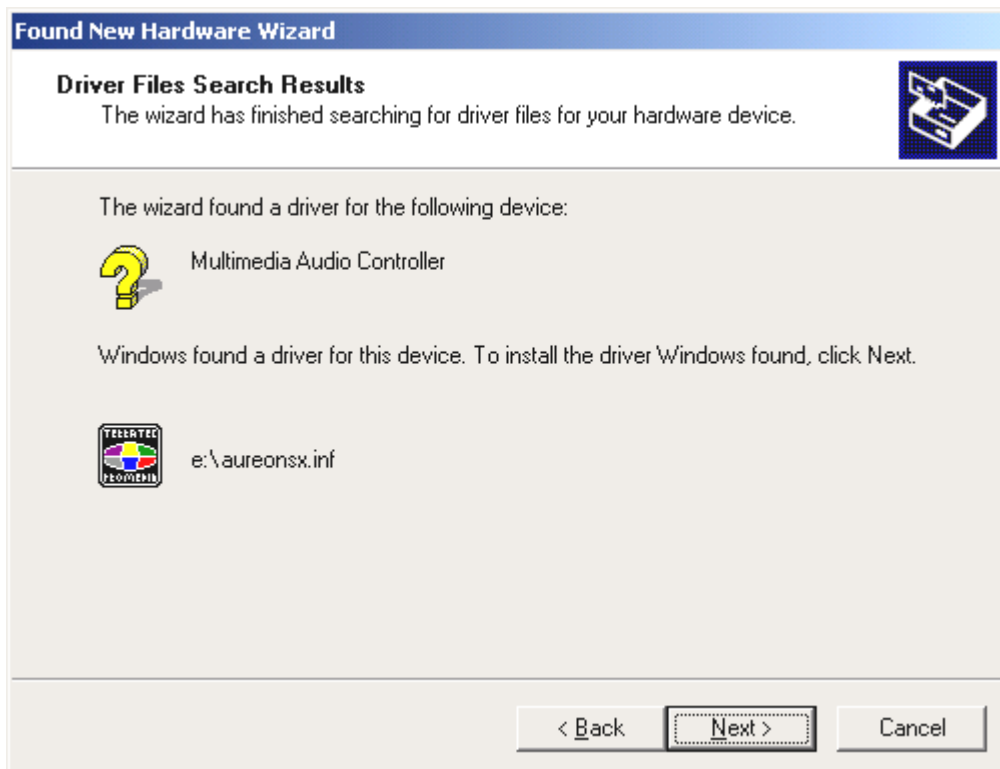 Found New Hardware Wizard
Driver Files Search Results
The wizard has finished searching for driver files for your hardware device.
The wizard found a driver for the following device:
Multimedia Audio Controller
Windows found a driver for this device. To install the driver Windows found, click Next.
TERRATEC
PROMEDIA
e:\aureonsx.inf
< Back
Next >
Cancel